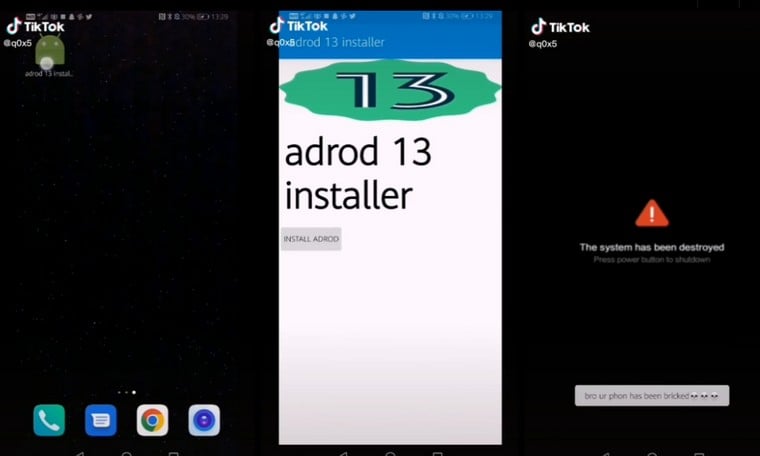 TikTok
@q0x5
30%
13:29
adrod 13 instal..
TikTok
@q0x5
30%
13:29
adrod 13 installer
13
adrod 13
installer
INSTALL ADROD
TikTok
@q0x5
The system has been destroyed
Press power button to shutdown
bro ur phon has been bricked💀💀💀